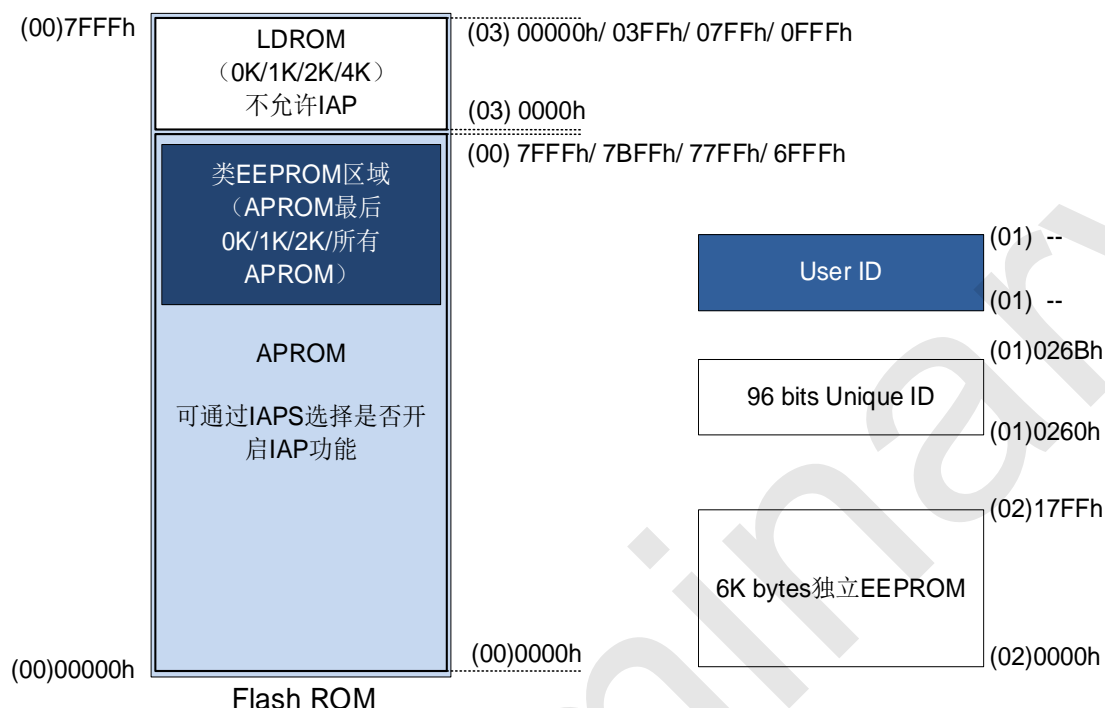 (00)7FFFh
LDROM
（0K/1K/2K/4K）
不允许IAP
(03) 00000h/ 03FFh/ 07FFh/ 0FFFh
(03) 0000h
(00) 7FFFh/ 7BFFh/ 77FFh/ 6FFFh
类EEPROM区域
（APROM最后
0K/1K/2K/所有
APROM）
APROM
可通过IAPS选择是否开
启IAP功能
(00)00000h
(00)0000h
Flash ROM
(01) --
User ID
(01) --
(01)026Bh
96 bits Unique ID
(01)0260h
(02)17FFh
6K bytes独立EEPROM
(02)0000h